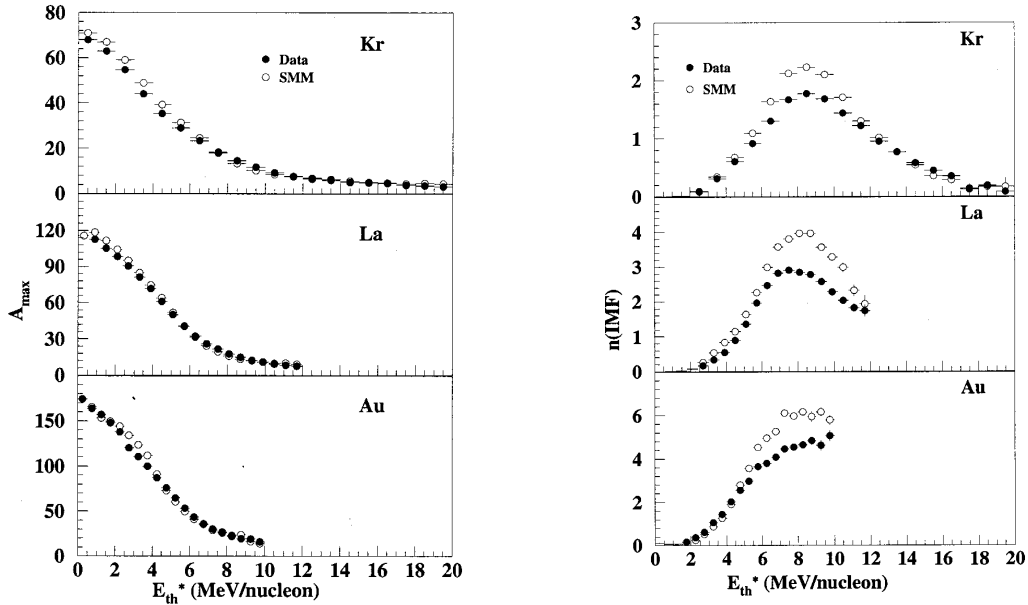 80
60
40
20
0
Kr
Data
SMM
120
90
60
30
0
La
A_max
150
100
50
0
Au
0 2 4 6 8 10 12 14 16 18 20
E_th* (MeV/nucleon)
3
2
1
0
Kr
Data
SMM
4
3
2
1
0
La
n(IMF)
6
4
2
0
Au
0 2 4 6 8 10 12 14 16 18 20
E_th* (MeV/nucleon)